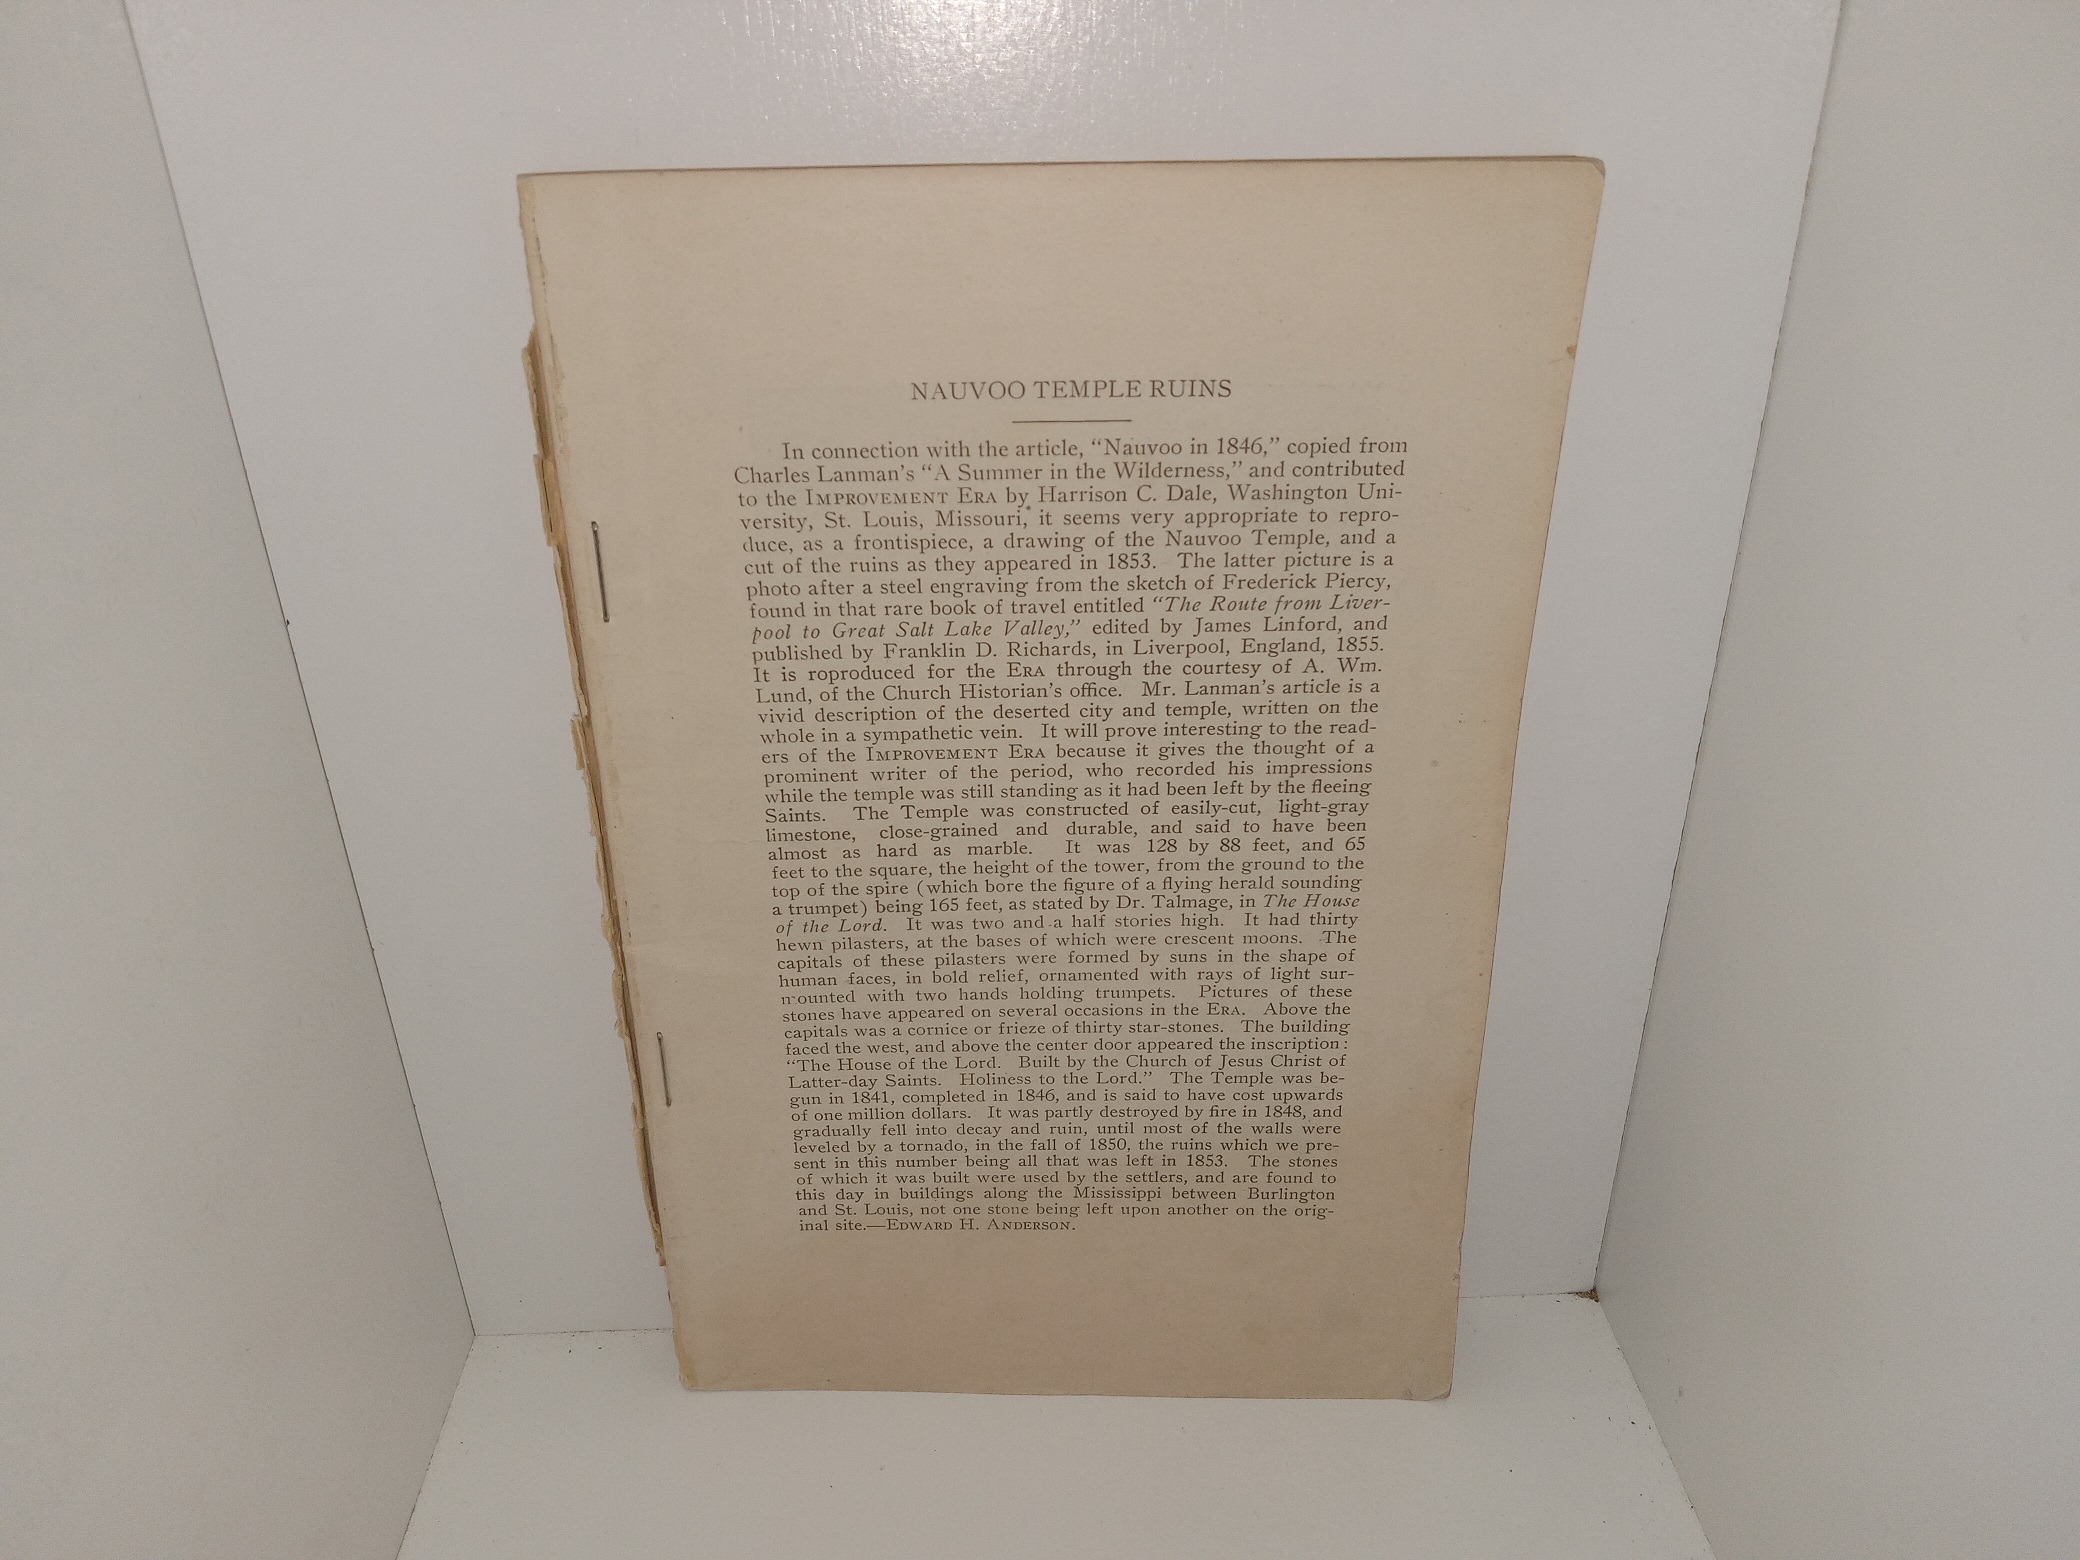 NAUVOO TEMPLE RUINS
In connection with the article, “Nauvoo in 1846,” copied from
Charles Lanman’s “A Summer in the Wilderness,” and contributed
to the IMPROVEMENT ERA by Harrison C. Dale, Washington Uni-
versity, St. Louis, Missouri, it seems very appropriate to repro-
duce, as a frontispiece, a drawing of the Nauvoo Temple, and a
cut of the ruins as they appeared in 1853. The latter picture is a
photo after a steel engraving from the sketch of Frederick Piercy,
found in that rare book of travel entitled “The Route from Liver-
pool to Great Salt Lake Valley,” edited by James Linford, and
published by Franklin D. Richards, in Liverpool, England, 1855.
It is roproduced for the ERA through the courtesy of A. Wm.
Lund, of the Church Historian’s office. Mr. Lanman’s article is a
vivid description of the deserted city and temple, written on the
whole in a sympathetic vein. It will prove interesting to the read-
ers of the IMPROVEMENT ERA because it gives the thought of a
prominent writer of the period, who recorded his impressions
while the temple was still standing as it had been left by the fleeing
Saints. The Temple was constructed of easily-cut, light-gray
limestone, close-grained and durable, and said to have been
almost as hard as marble. It was 128 by 88 feet, and 65
feet to the square, the height of the tower, from the ground to the
top of the spire (which bore the figure of a flying herald sounding
a trumpet) being 165 feet, as stated by Dr. Talmage, in The House
of the Lord. It was two and a half stories high. It had thirty
hewn pilasters, at the bases of which were crescent moons. The
capitals of these pilasters were formed by suns in the shape of
human faces, in bold relief, ornamented with rays of light sur-
mounted with two hands holding trumpets. Pictures of these
stones have appeared on several occasions in the ERA. Above the
capitals was a cornice or frieze of thirty star-stones. The building
faced the west, and above the center door appeared the inscription:
“The House of the Lord. Built by the Church of Jesus Christ of
Latter-day Saints. Holiness to the Lord.” The Temple was be-
gun in 1841, completed in 1846, and is said to have cost upwards
of one million dollars. It was partly destroyed by fire in 1848, and
gradually fell into decay and ruin, until most of the walls were
leveled by a tornado, in the fall of 1850, the ruins which we pre-
sent in this number being all that was left in 1853. The stones
of which it was built were used by the settlers, and are found to
this day in buildings along the Mississippi between Burlington
and St. Louis, not one stone being left upon another on the orig-
inal site.—EDWARD H. ANDERSON.